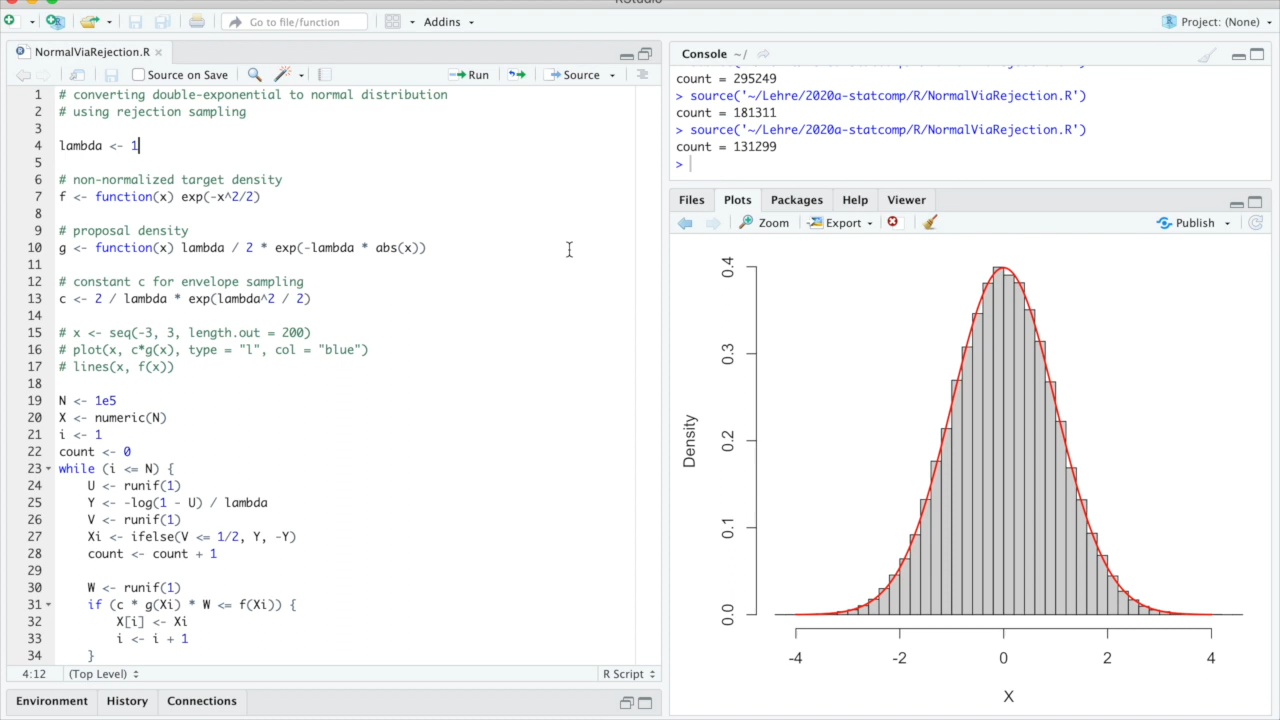 RStudio
Go to file/function
Addins
Project: (None)
NormalViaRejection.R
Source on Save
Run
Source
1 # converting double-exponential to normal distribution
2 # using rejection sampling
3
4 lambda <- 1
5
6 # non-normalized target density
7 f <- function(x) exp(-x^2/2)
8
9 # proposal density
10 g <- function(x) lambda / 2 * exp(-lambda * abs(x))
11
12 # constant c for envelope sampling
13 c <- 2 / lambda * exp(lambda^2 / 2)
14
15 # x <- seq(-3, 3, length.out = 200)
16 # plot(x, c*g(x), type = "l", col = "blue")
17 # lines(x, f(x))
18
19 N <- 1e5
20 X <- numeric(N)
21 i <- 1
22 count <- 0
23 while (i <= N) {
24 U <- runif(1)
25 Y <- -log(1 - U) / lambda
26 V <- runif(1)
27 Xi <- ifelse(V <= 1/2, Y, -Y)
28 count <- count + 1
29
30 W <- runif(1)
31 if (c * g(Xi) * W <= f(Xi)) {
32 X[i] <- Xi
33 i <- i + 1
34 }
4:12 (Top Level) R Script
Environment History Connections
Console ~/
count = 295249
> source('~/Lehre/2020a-statcomp/R/NormalViaRejection.R')
count = 181311
> source('~/Lehre/2020a-statcomp/R/NormalViaRejection.R')
count = 131299
>
Files Plots Packages Help Viewer
Zoom Export Publish
0.4
0.3
0.2
0.1
0.0
Density
-4 -2 0 2 4
X